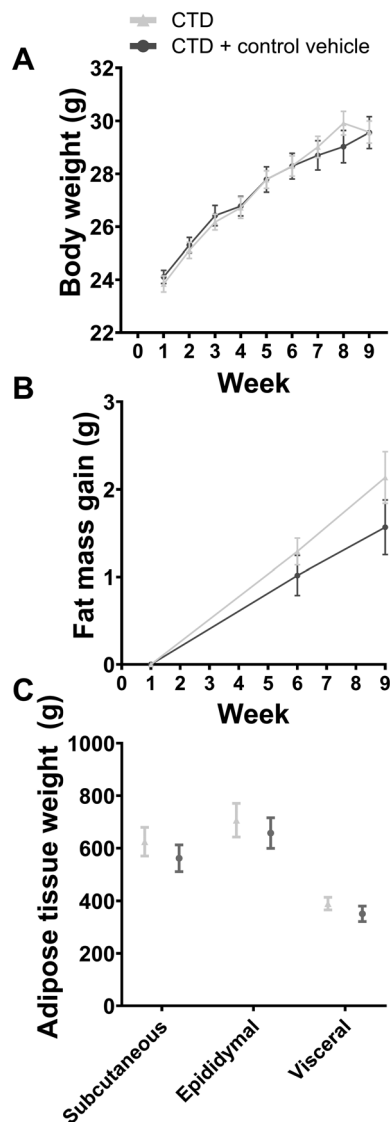 CTD
CTD + control vehicle
A
Body weight (g)
32
30
28
26
24
22
0 1 2 3 4 5 6 7 8 9
Week
B
Fat mass gain (g)
3
2
1
0
0 1 2 3 4 5 6 7 8 9
Week
C
Adipose tissue weight (g)
1000
800
600
400
200
0
Subcutaneous
Epididymal
Visceral